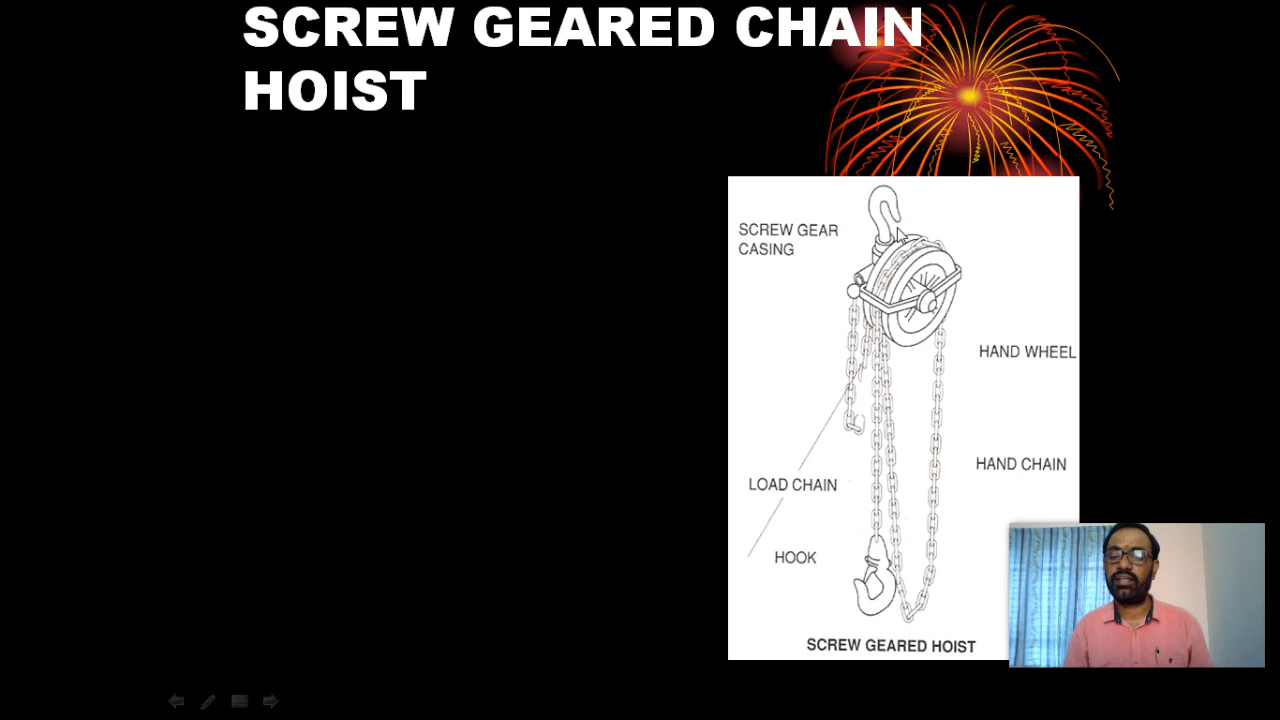 SCREW GEARED CHAIN
HOIST
SCREW GEAR
CASING
HAND WHEEL
HAND CHAIN
LOAD CHAIN
HOOK
SCREW GEARED HOIST